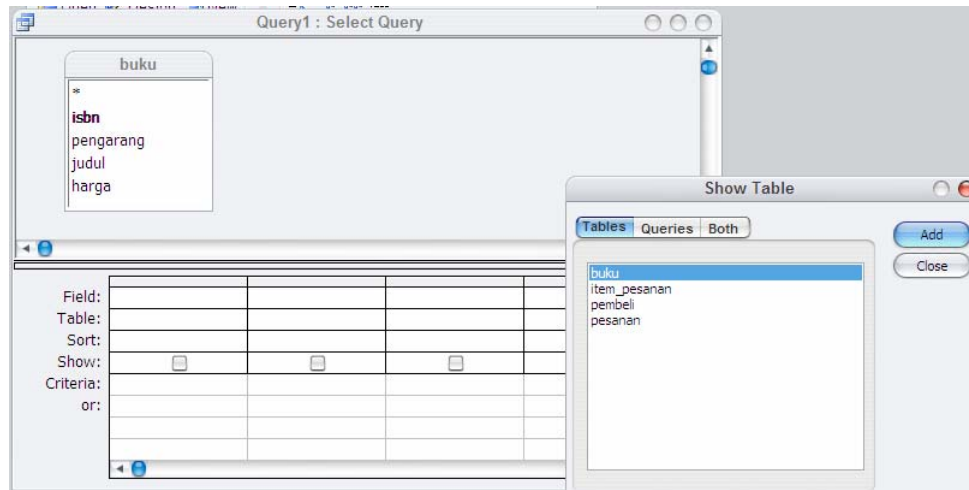 Query1 : Select Query
buku
*
isbn
pengarang
judul
harga
Show Table
Tables Queries Both
Add
Close
buku
item_pesanan
pembeli
pesanan
Field:
Table:
Sort:
Show:
Criteria:
or: